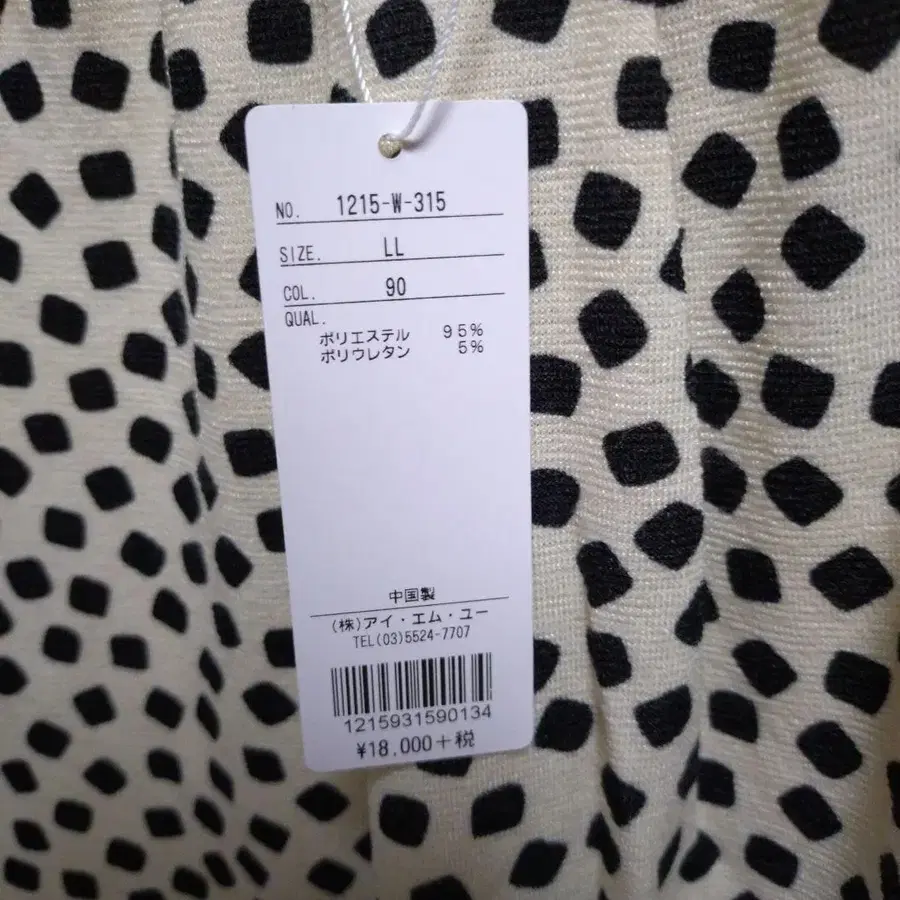 NO. 1215-W-315
SIZE. LL
COL. 90
QUAL.
ポリエステル 95%
ポリウレタン 5%
中国製
(株)アイ・エム・ユー
TEL(03)5524-7707
1215931590134
¥18,000+税